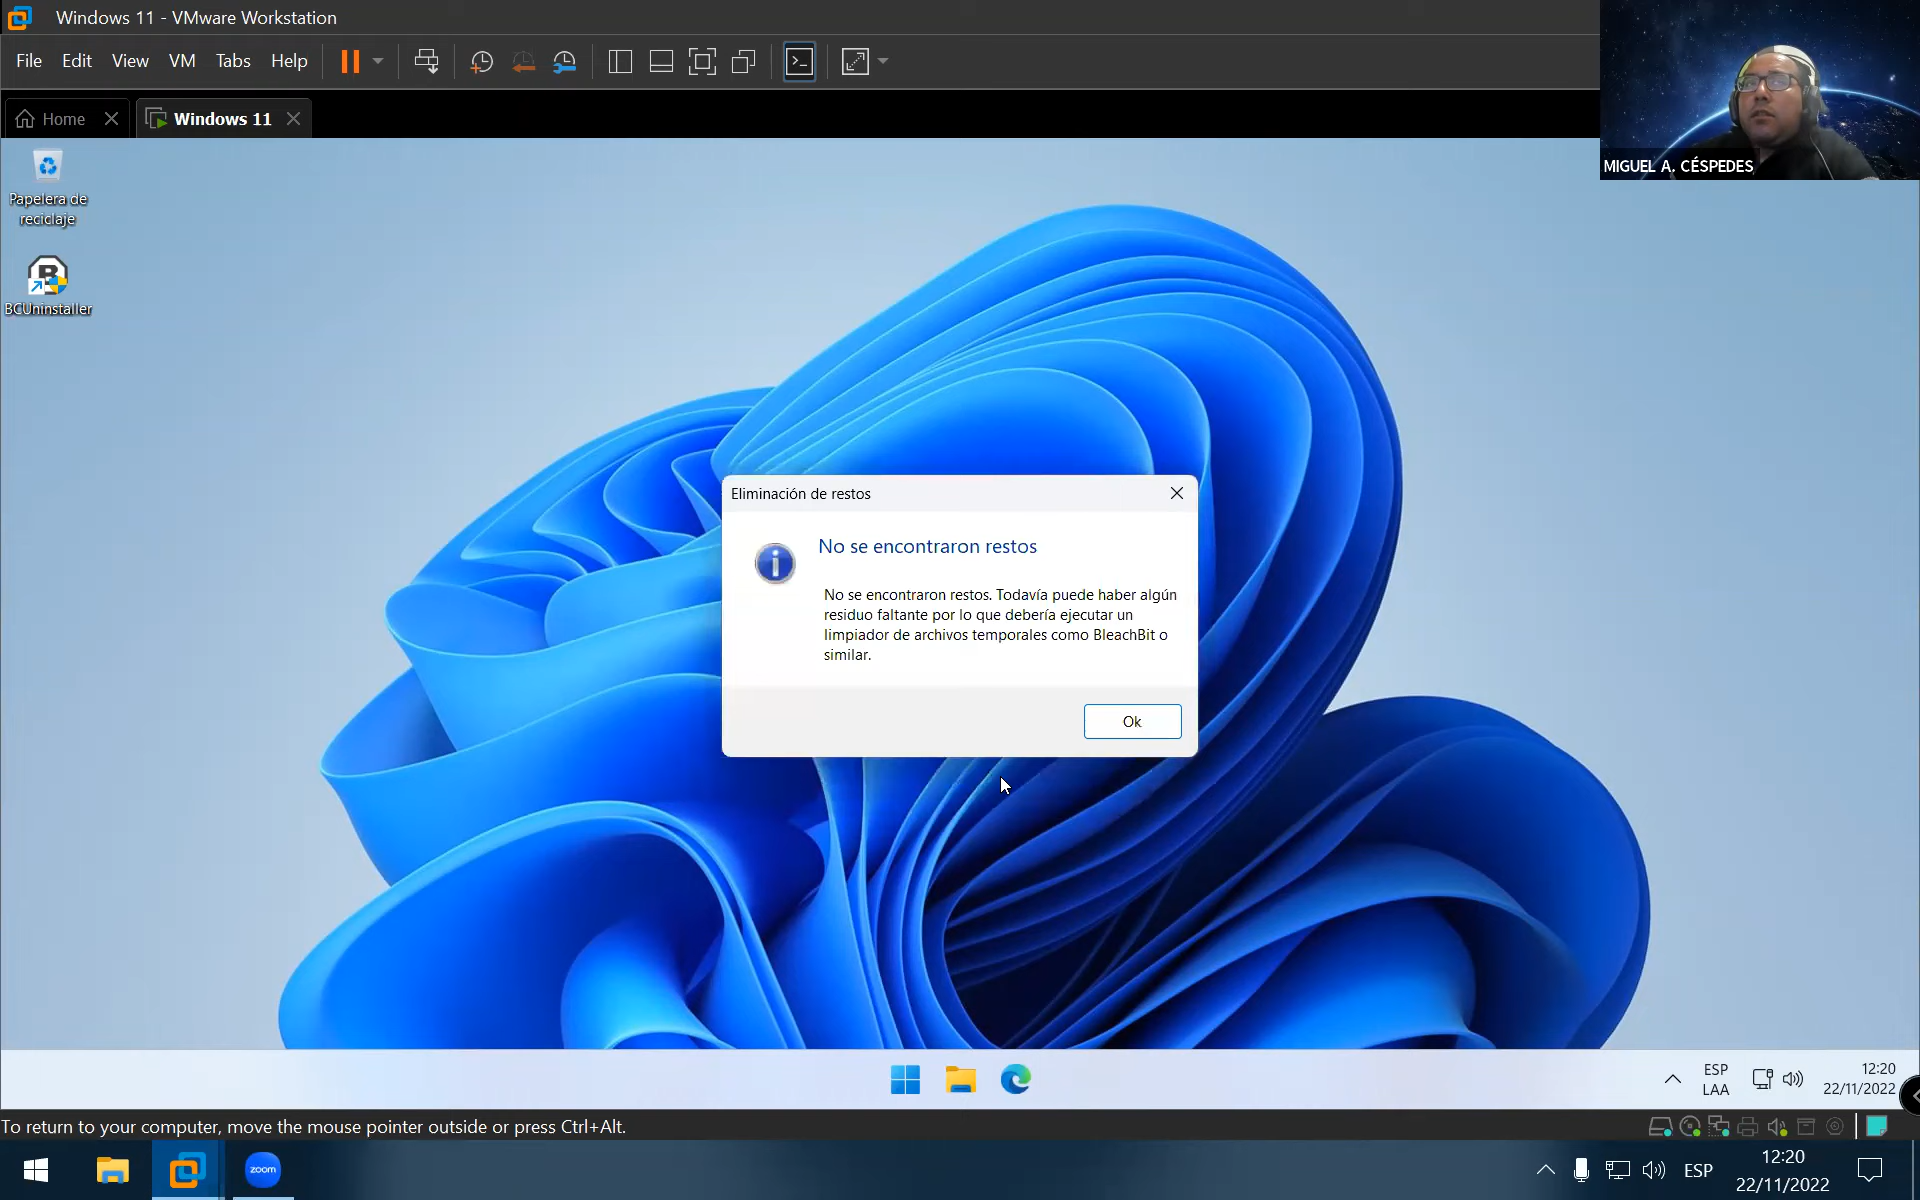 Windows 11 - VMware Workstation
File Edit View VM Tabs Help
Home
Windows 11
MIGUEL A. CÉSPEDES
Papelera de
reciclaje
BCUninstaller
Eliminación de restos
No se encontraron restos
No se encontraron restos. Todavía puede haber algún
residuo faltante por lo que debería ejecutar un
limpiador de archivos temporales como BleachBit o
similar.
Ok
ESP
LAA
12:20
22/11/2022
To return to your computer, move the mouse pointer outside or press Ctrl+Alt.
zoom
ESP
12:20
22/11/2022